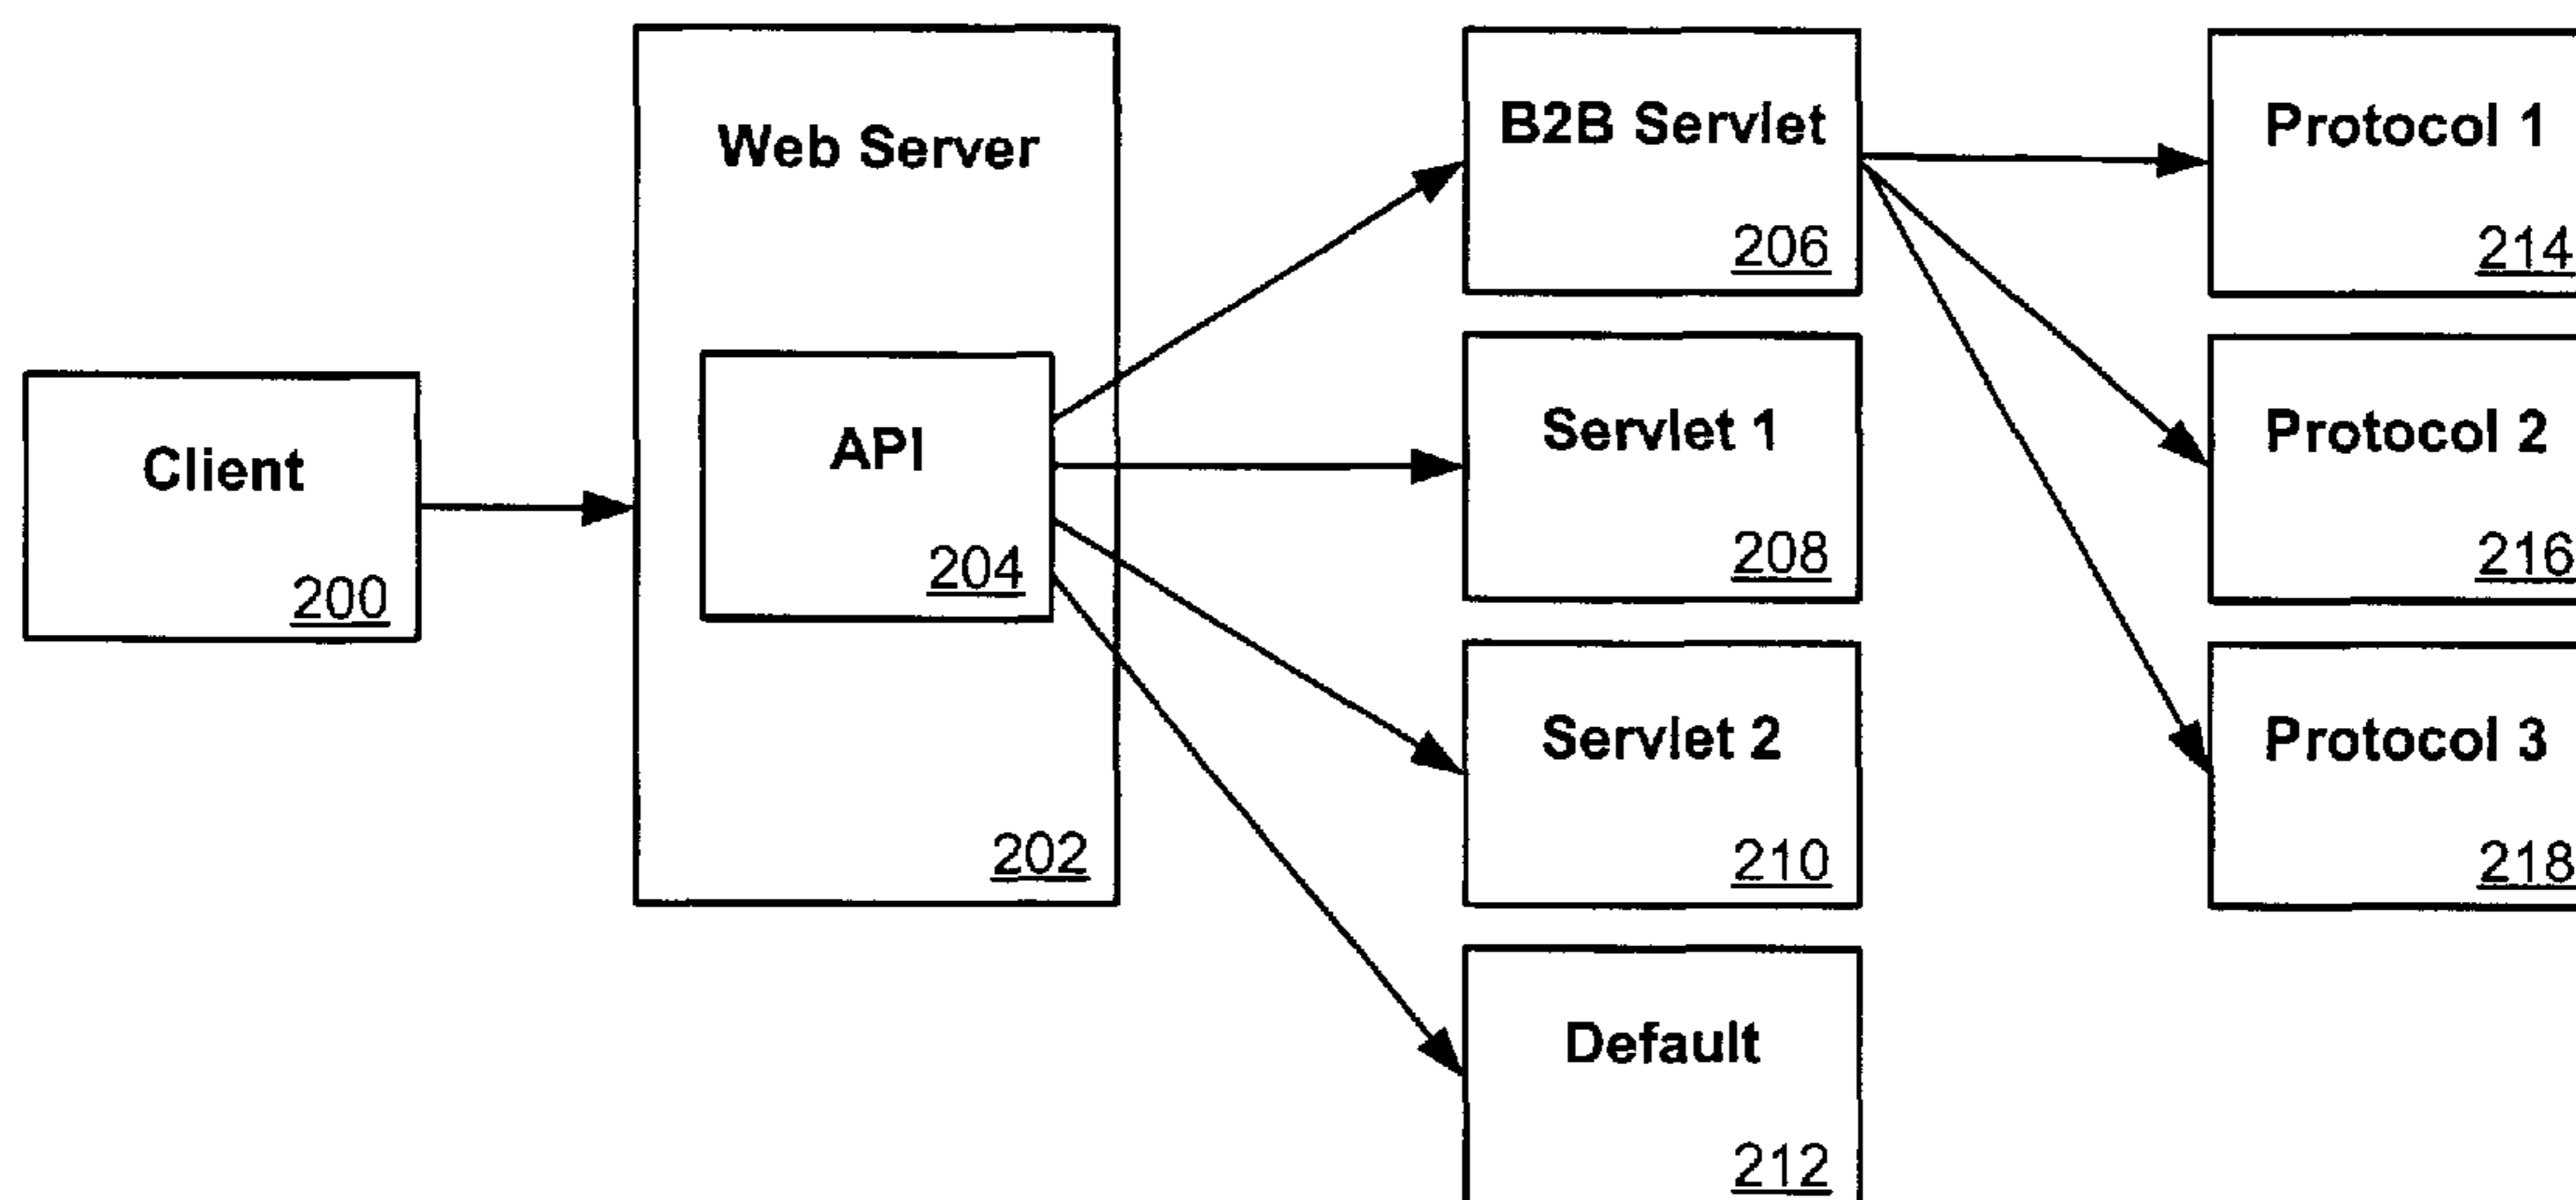 Client
200
Web Server
API
204
202
B2B Servlet
206
Servlet 1
208
Servlet 2
210
Default
212
Protocol 1
214
Protocol 2
216
Protocol 3
218